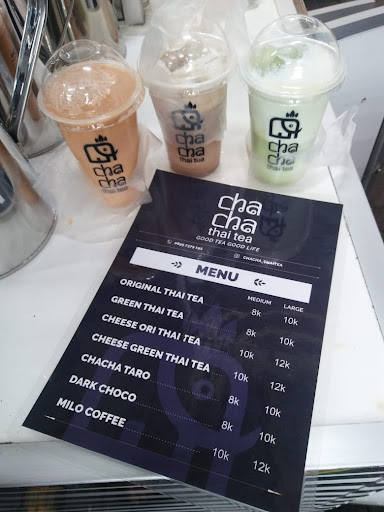 cha
cha
thai tea
cha
cha
thai tea
cha
cha
thai tea
cha
cha
thai tea
GOOD TEA GOOD LIFE
CHACHA_THAITEA
MENU
MEDIUM LARGE
ORIGINAL THAI TEA 8k 10k
GREEN THAI TEA 8k 10k
CHEESE ORI THAI TEA 10k 12k
CHEESE GREEN THAI TEA 10k 12k
CHACHA TARO 8k 10k
DARK CHOCO 8k 10k
MILO COFFEE 10k 12k